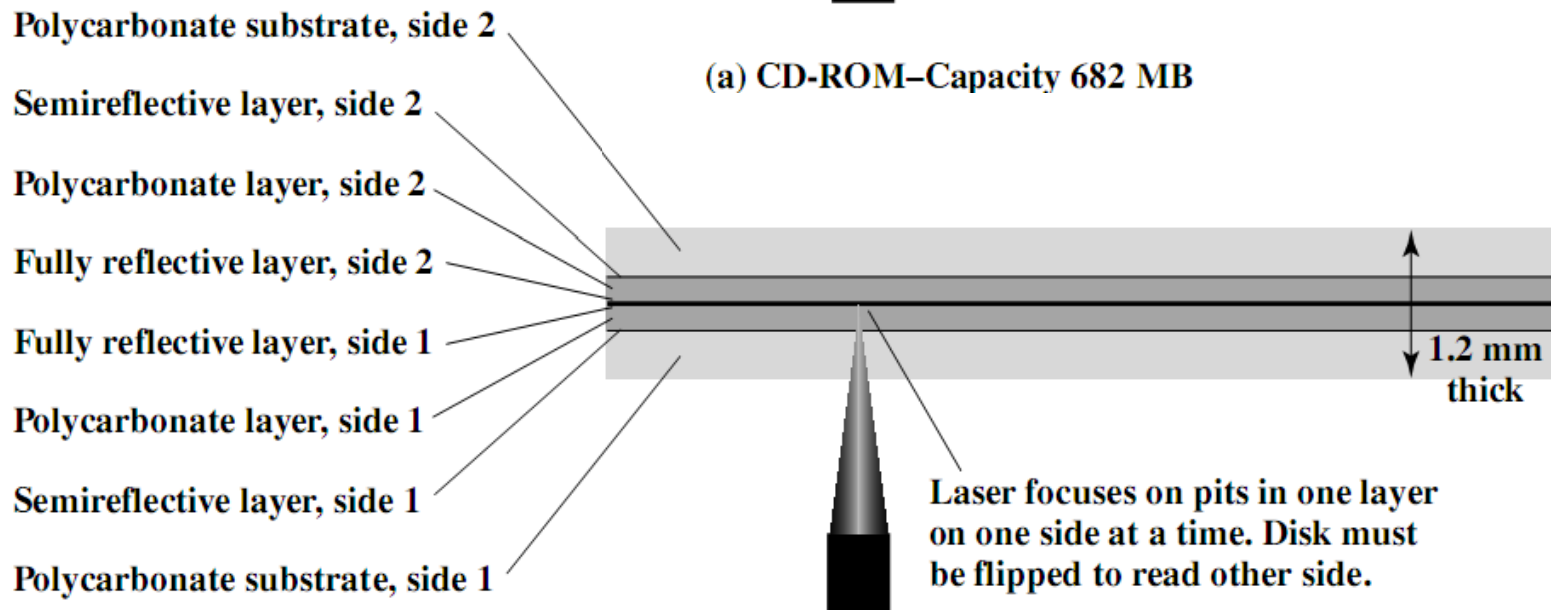 Polycarbonate substrate, side 2
(a) CD-ROM–Capacity 682 MB
Semireflective layer, side 2
Polycarbonate layer, side 2
Fully reflective layer, side 2
Fully reflective layer, side 1
Polycarbonate layer, side 1
Semireflective layer, side 1
Polycarbonate substrate, side 1
1.2 mm
thick
Laser focuses on pits in one layer
on one side at a time. Disk must
be flipped to read other side.